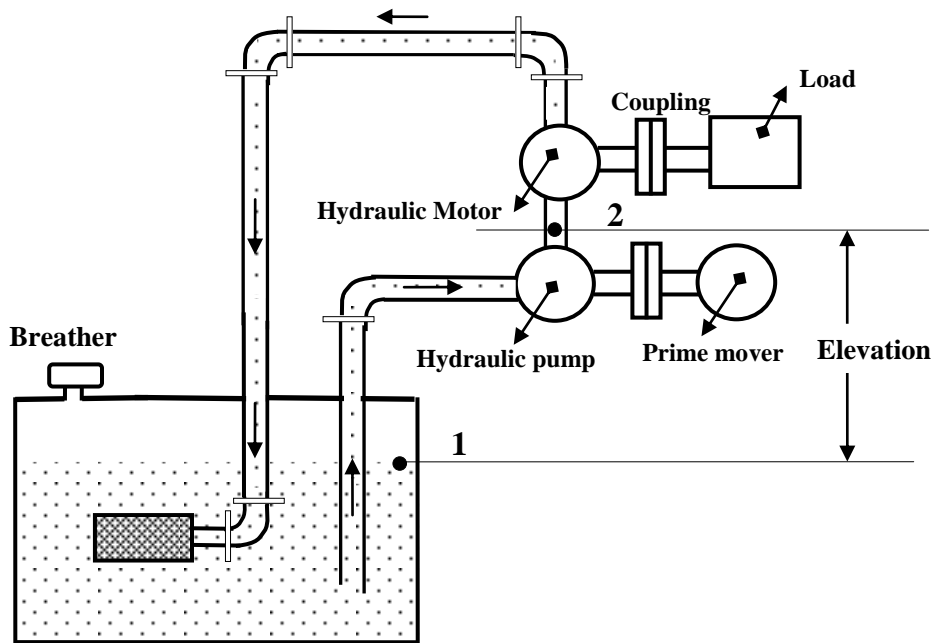 Load
Coupling
Hydraulic Motor
2
Breather
Hydraulic pump
Prime mover
Elevation
1